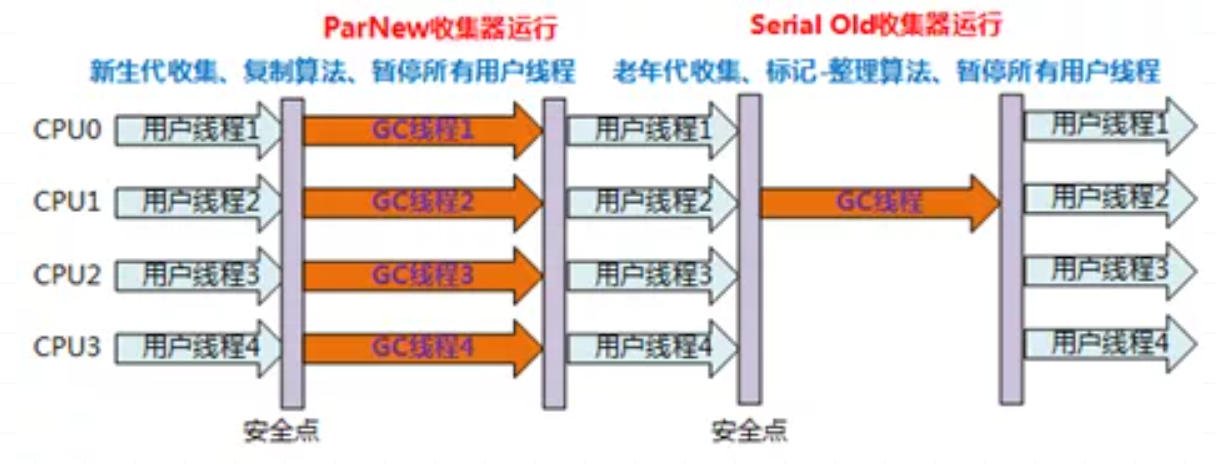 ParNew收集器运行
Serial Old收集器运行
新生代收集、复制算法、暂停所有用户线程
老年代收集、标记-整理算法、暂停所有用户线程
CPU0 用户线程1 GC线程1 用户线程1 用户线程1
CPU1 用户线程2 GC线程2 用户线程2 GC线程 用户线程2
CPU2 用户线程3 GC线程3 用户线程3 用户线程3
CPU3 用户线程4 GC线程4 用户线程4 用户线程4
安全点 安全点